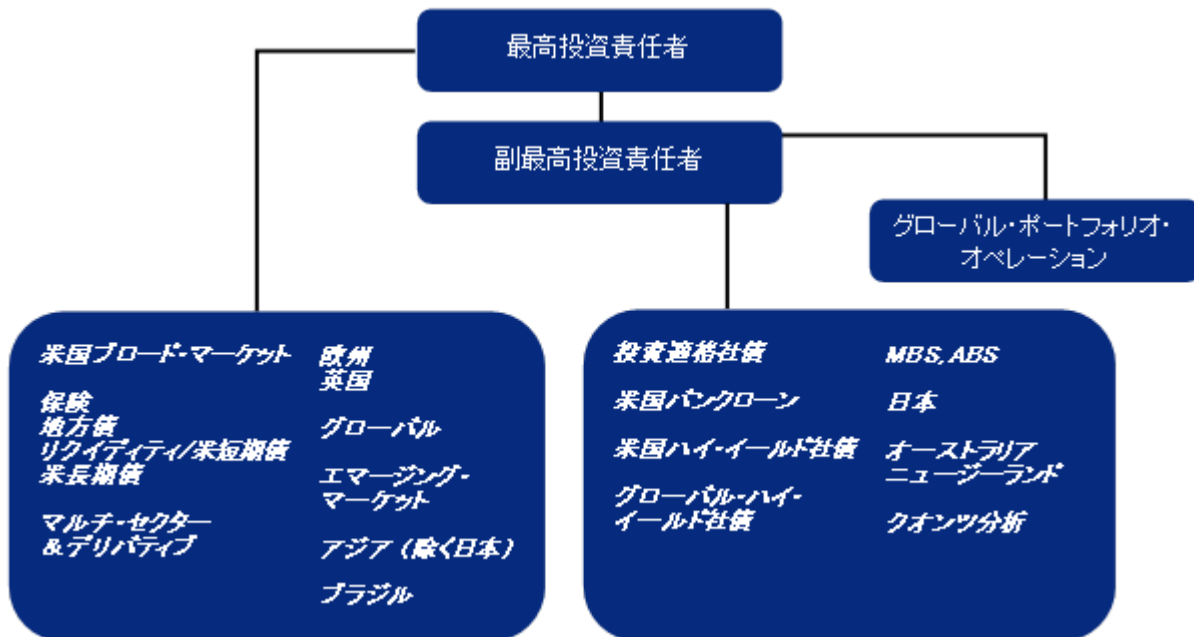 最高投資責任者
副最高投資責任者
グローバル・ポートフォリオ・
オペレーション
米国ブロード・マーケット
保険
地方債
リクイディティ/米短期債
米長期債
マルチ・セクター
&デリバティブ
欧州
英国
グローバル
エマージング・
マーケット
アジア（除く日本）
ブラジル
投資適格社債
米国バンクローン
米国ハイ・イールド社債
グローバル・ハイ・
イールド社債
MBS, ABS
日本
オーストラリア
ニュージーランド
クオンツ分析